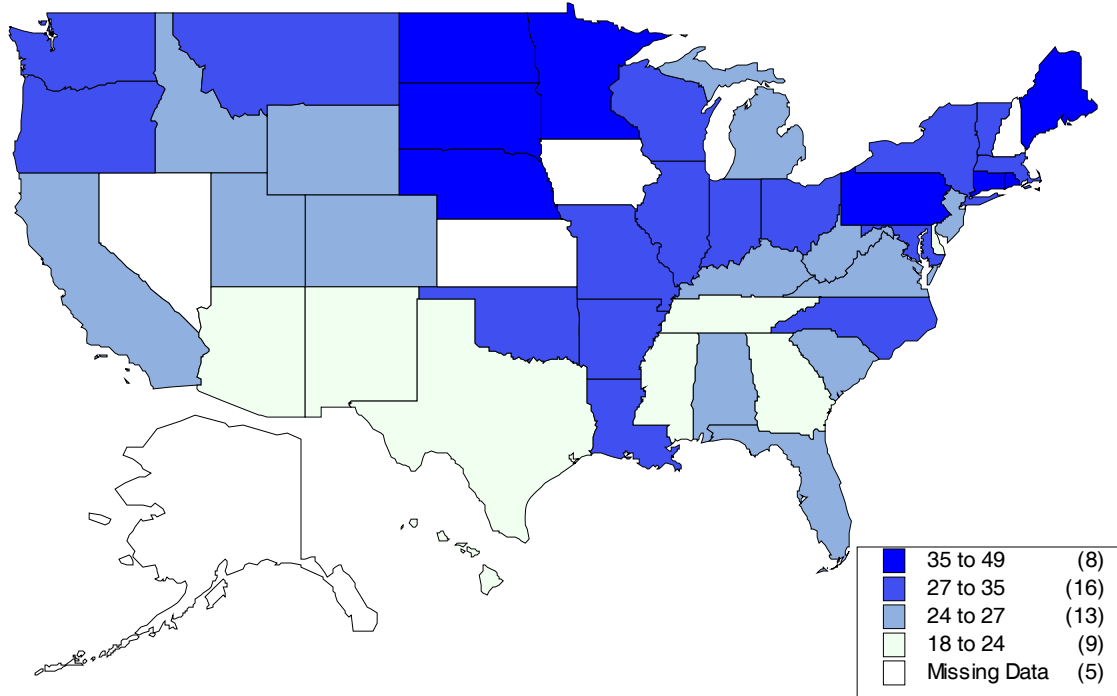 35 to 49 (8)
27 to 35 (16)
24 to 27 (13)
18 to 24 (9)
Missing Data (5)